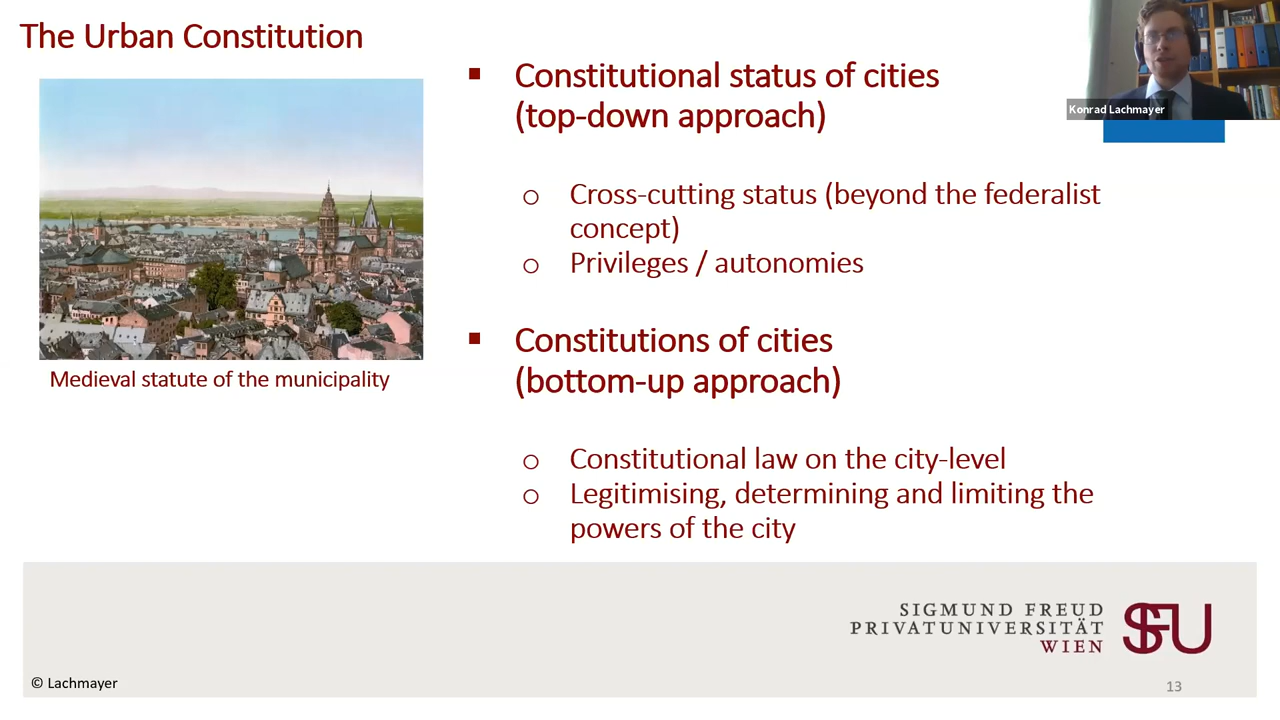 The Urban Constitution
Konrad Lachmayer
Medieval statute of the municipality
▪ Constitutional status of cities
(top-down approach)
o Cross-cutting status (beyond the federalist
concept)
o Privileges / autonomies
▪ Constitutions of cities
(bottom-up approach)
o Constitutional law on the city-level
o Legitimising, determining and limiting the
powers of the city
SIGMUND FREUD
PRIVATUNIVERSITÄT
WIEN
SFU
© Lachmayer
13